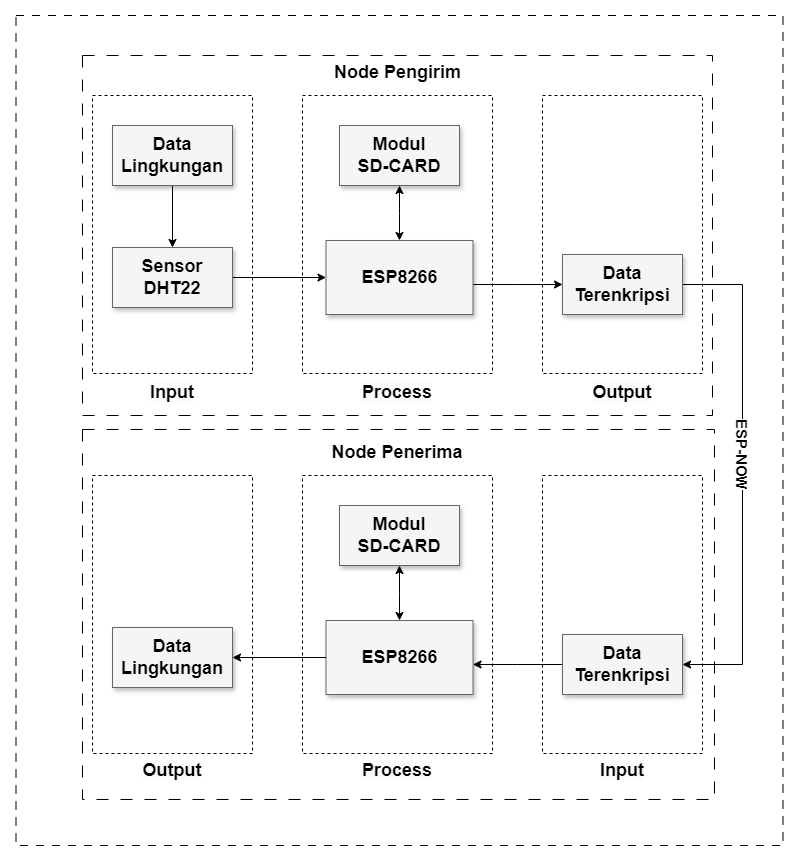 Node Pengirim
Data
Lingkungan
Modul
SD-CARD
Sensor
DHT22
ESP8266
Data
Terenkripsi
Input
Process
Output
ESP-NOW
Node Penerima
Modul
SD-CARD
Data
Lingkungan
ESP8266
Data
Terenkripsi
Output
Process
Input